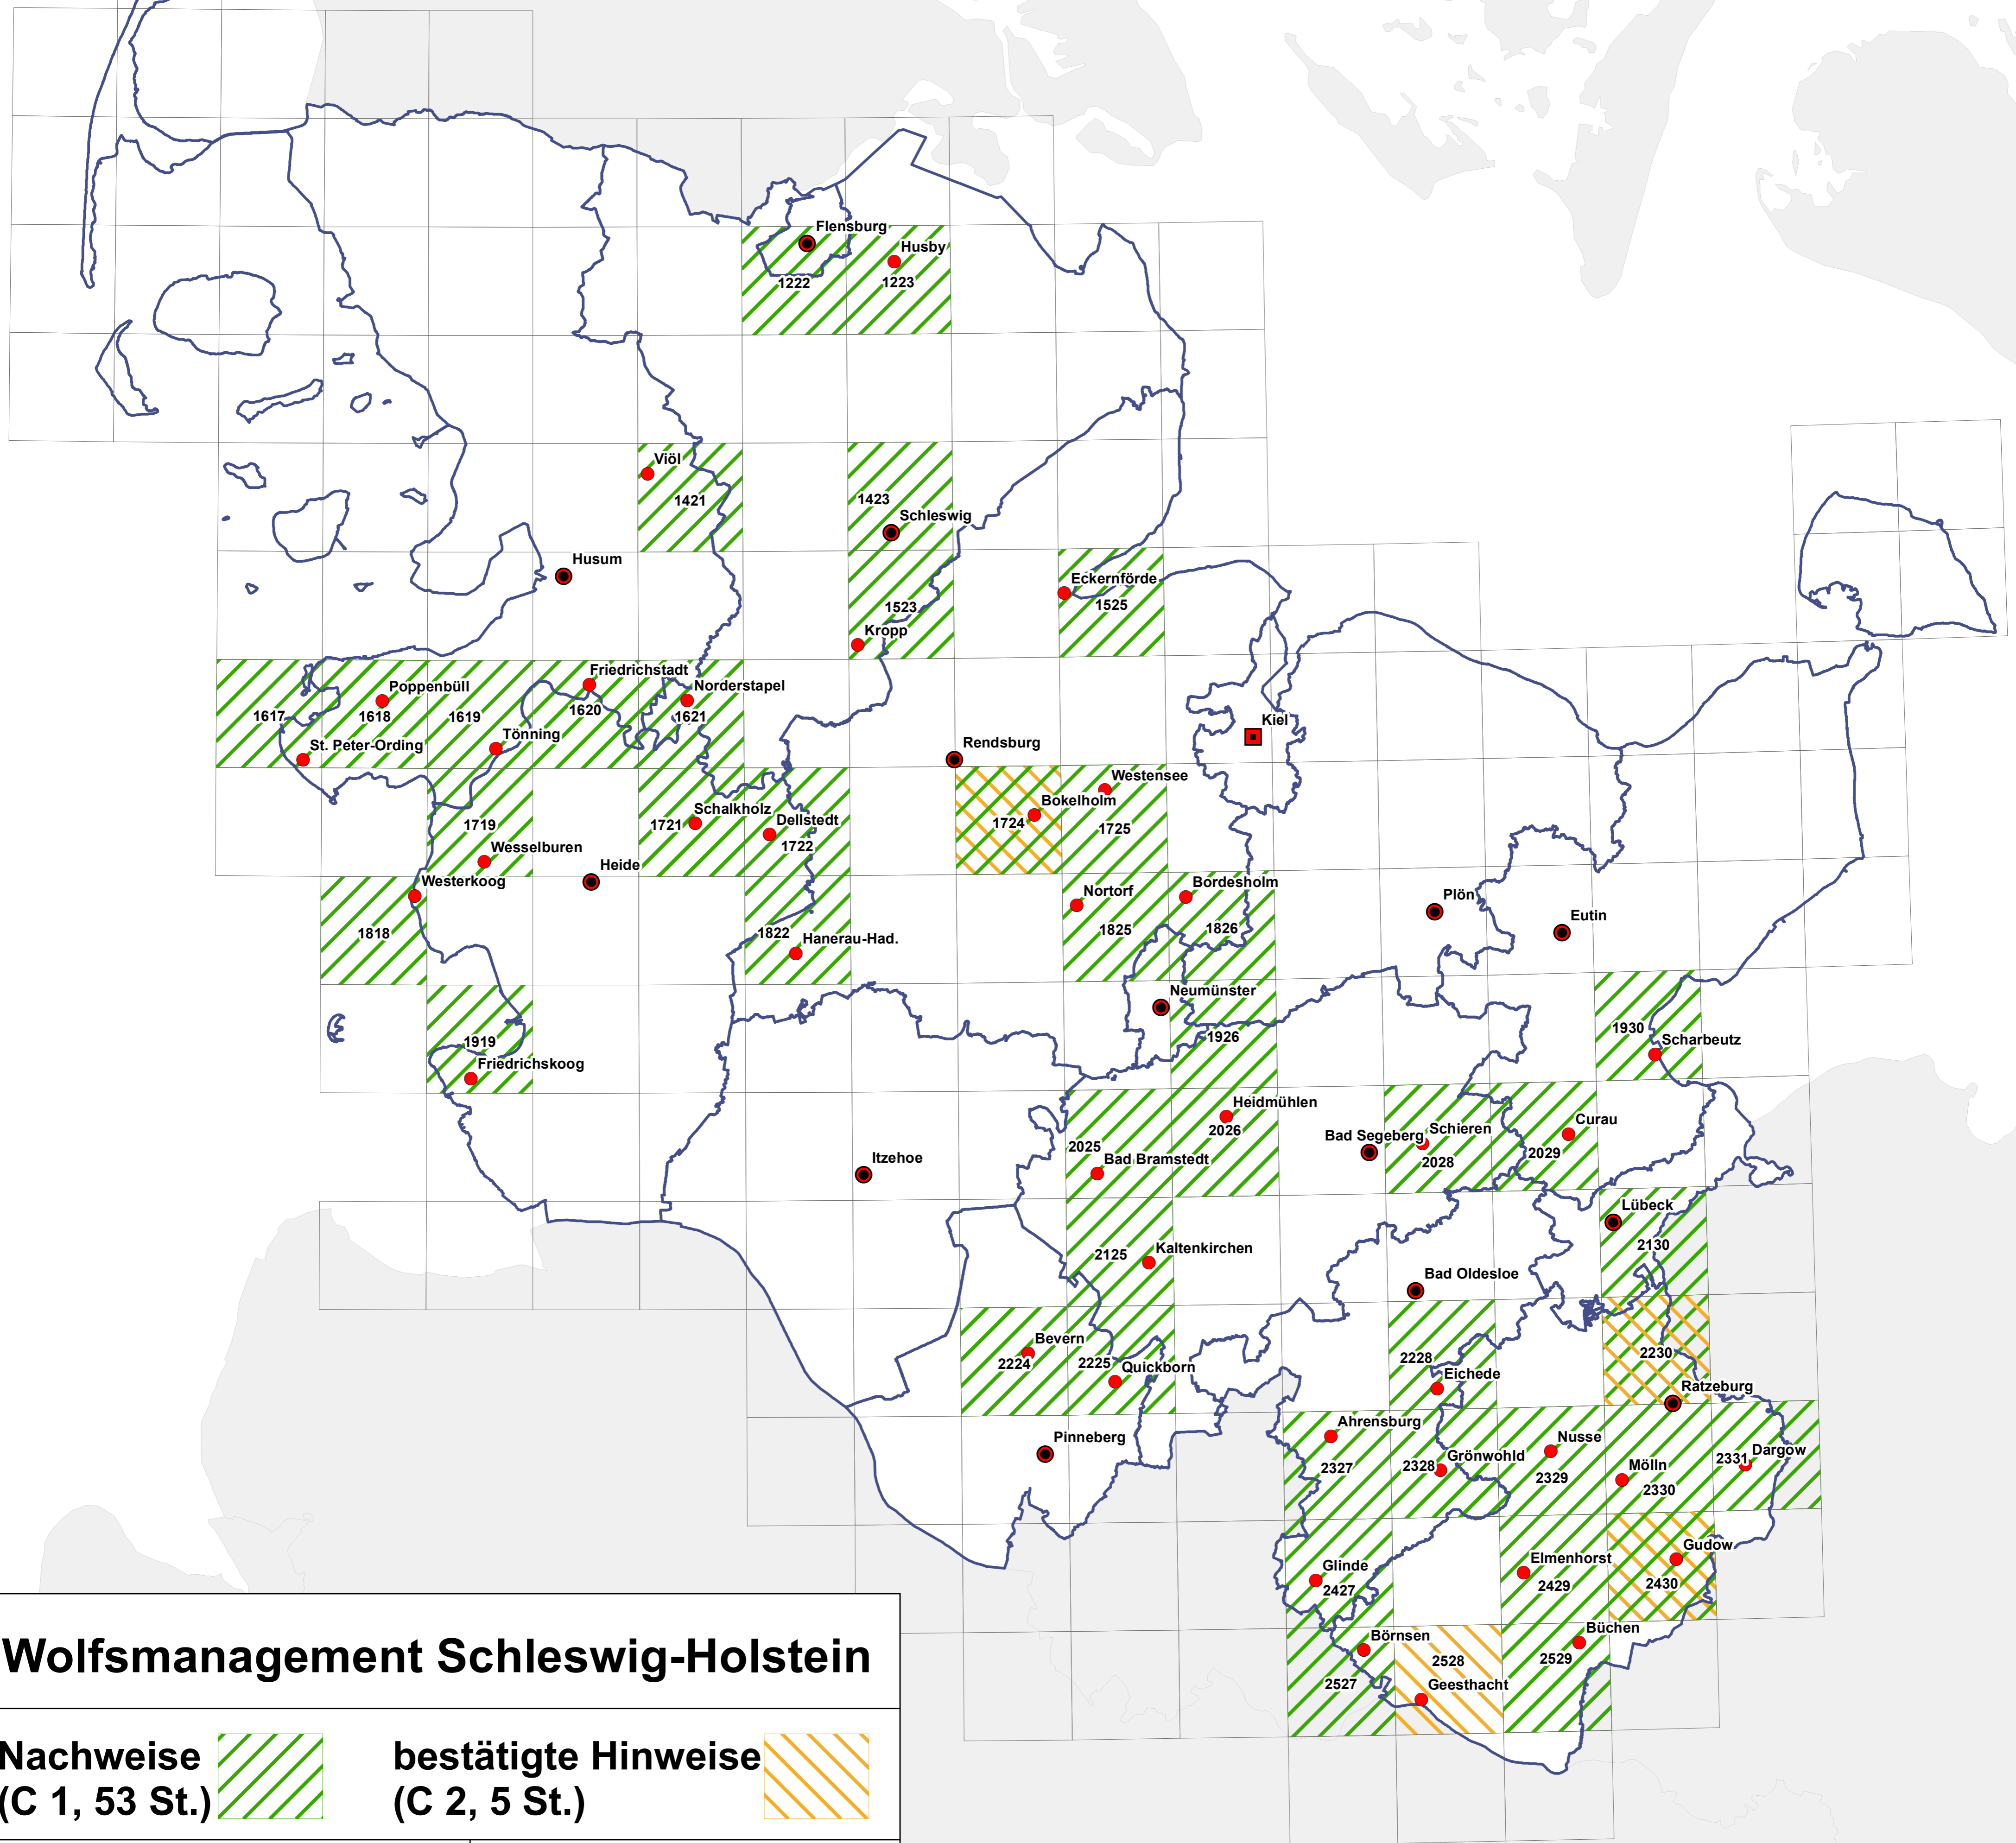 Flensburg
Husby
1222
1223
Viöl
1421
1423
Schleswig
Husum
Eckernförde
1525
1523
Kropp
Friedrichstadt
Poppenbüll
Norderstapel
1617
1618
1619
1620
1621
Tönning
St. Peter-Ording
Kiel
Rendsburg
Westensee
Bokelholm
1724
1725
Schalkholz
1721
Dellstedt
1722
1719
Wesselburen
Heide
Westerkoog
Nortorf
Bordesholm
Plön
Eutin
1818
1822
Hanerau-Had.
1825
1826
Neumünster
1919
Friedrichskoog
1926
1930
Scharbeutz
Heidmühlen
2026
2025
Bad Bramstedt
Itzehoe
Bad Segeberg
Schieren
2028
Curau
2029
Lübeck
2130
2125
Kaltenkirchen
Bad Oldesloe
Bevern
2224
2225
Quickborn
2228
Eichede
2230
Ratzeburg
Pinneberg
Ahrensburg
2327
2328
Grönwohld
Nusse
2329
Mölln
2330
2331
Dargow
Glinde
2427
Elmenhorst
2429
Gudow
2430
Börnsen
2527
2528
Geesthacht
Büchen
2529
Wolfsmanagement Schleswig-Holstein
Nachweise
(C 1, 53 St.)
bestätigte Hinweise
(C 2, 5 St.)